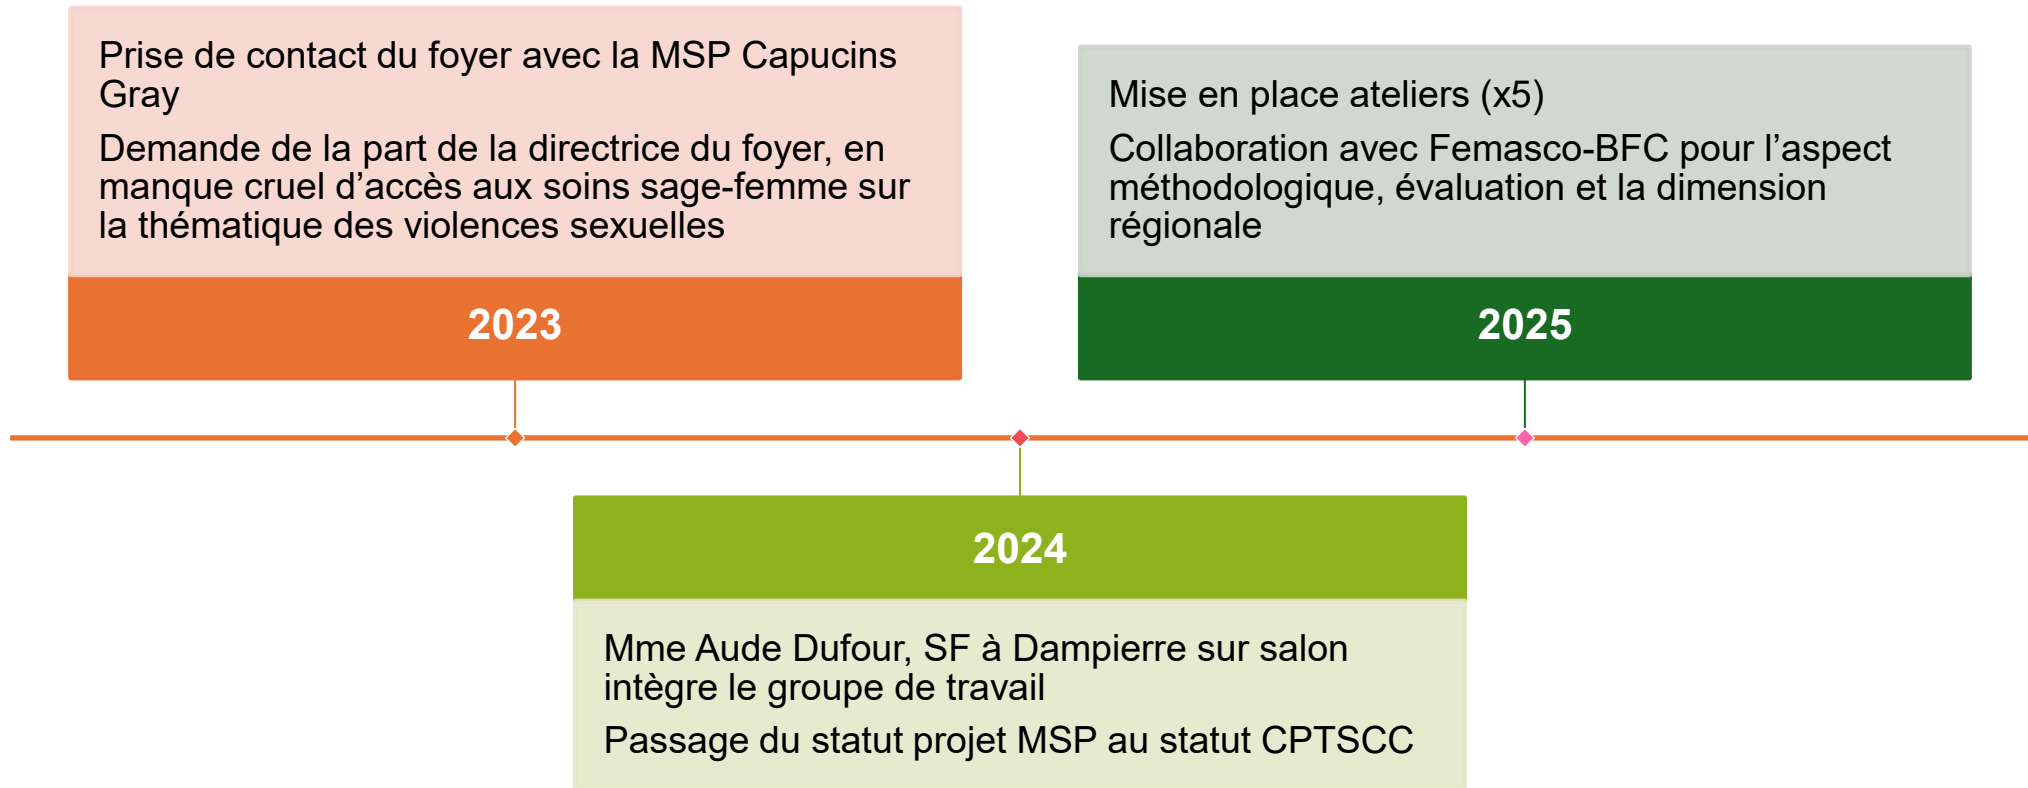 Prise de contact du foyer avec la MSP Capucins
Gray
Demande de la part de la directrice du foyer, en
manque cruel d’accès aux soins sage-femme sur
la thématique des violences sexuelles
2023
Mme Aude Dufour, SF à Dampierre sur salon
intègre le groupe de travail
Passage du statut projet MSP au statut CPTSCC
2024
Mise en place ateliers (x5)
Collaboration avec Femasco-BFC pour l’aspect
méthodologique, évaluation et la dimension
régionale
2025